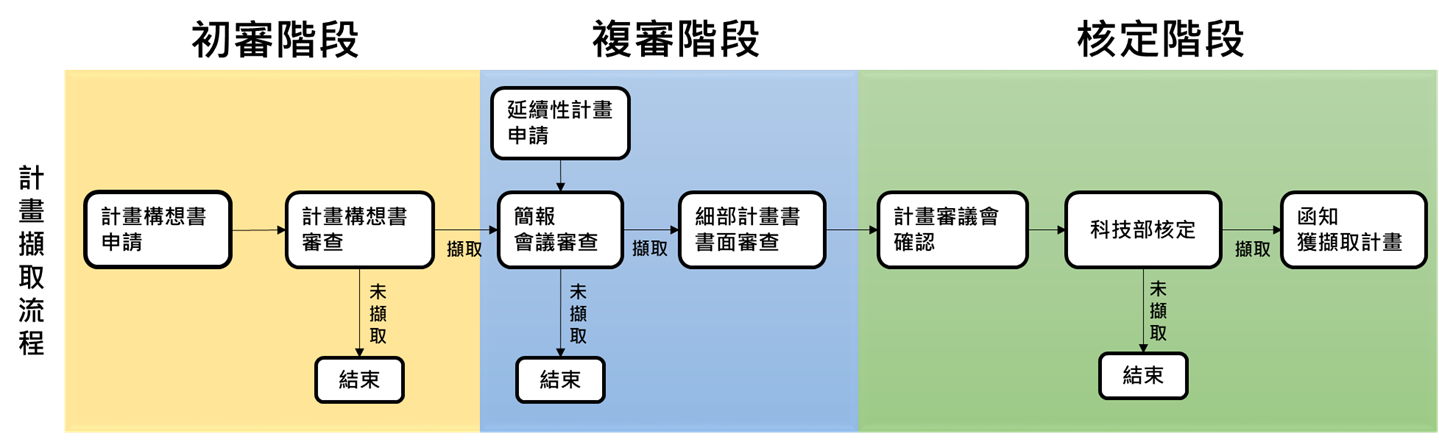 初審階段
複審階段
核定階段
計畫擷取流程
計畫構想書
申請
計畫構想書
審查
擷取
未擷取
結束
延續性計畫
申請
簡報
會議審查
擷取
未擷取
結束
細部計畫書
書面審查
計畫審議會
確認
科技部核定
擷取
未擷取
結束
函知
獲擷取計畫